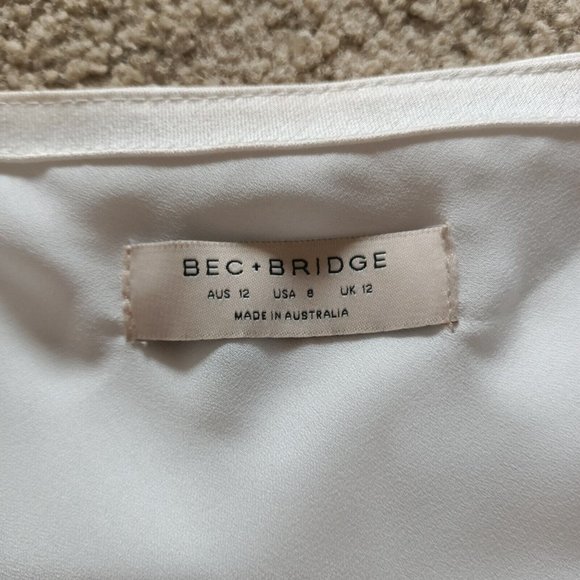 BEC+BRIDGE
AUS 12 USA 8 UK 12
MADE IN AUSTRALIA